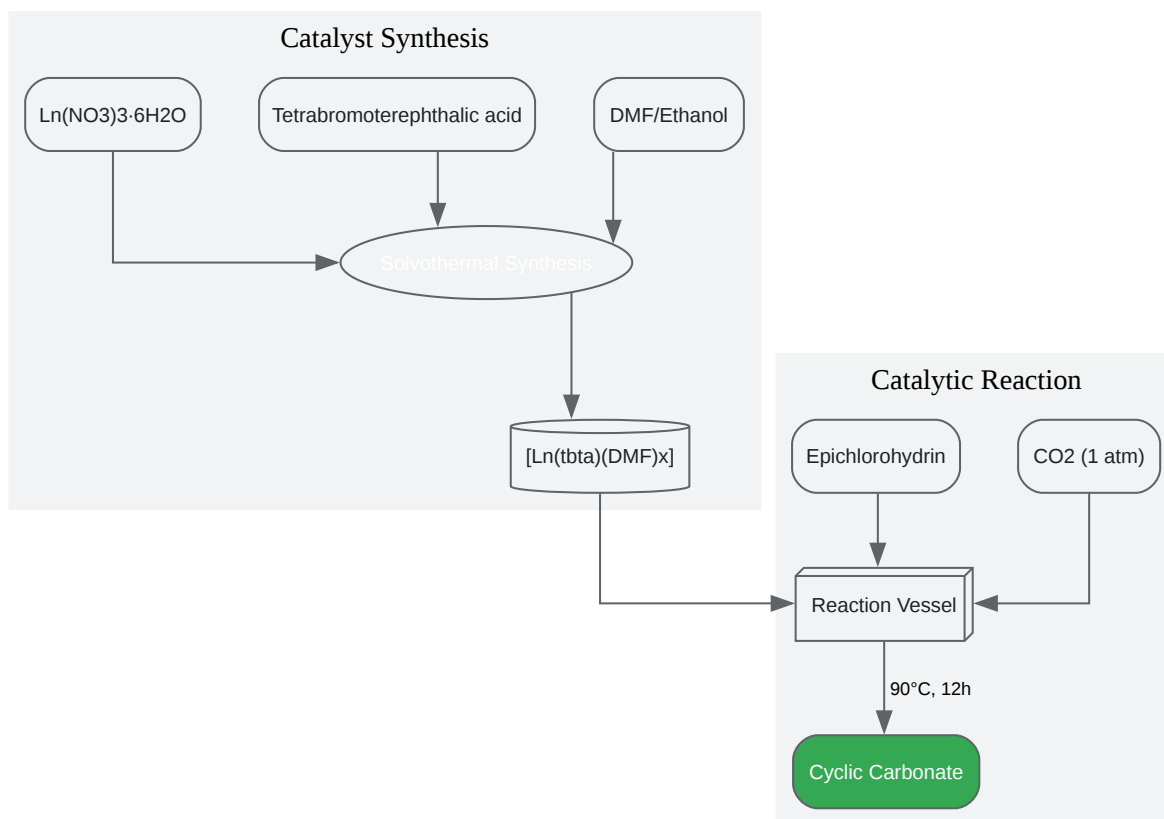 Catalyst Synthesis
Ln(NO3)3·6H2O
Tetrabromoterephthalic acid
DMF/Ethanol
Solvothermal Synthesis
[Ln(tbta)(DMF)x]
Catalytic Reaction
Epichlorohydrin
CO2 (1 atm)
Reaction Vessel
90°C, 12h
Cyclic Carbonate